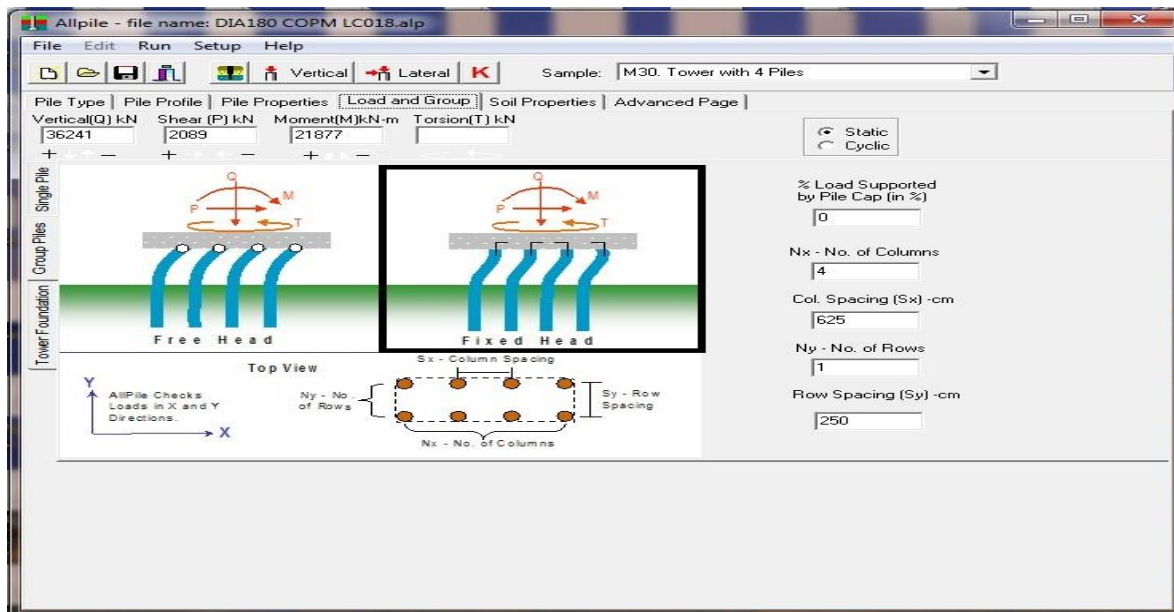 Allpile - file name: DIA180 COPM LC018.alp
File Edit Run Setup Help
Vertical Lateral K Sample: M30. Tower with 4 Piles
Pile Type Pile Profile Pile Properties Load and Group Soil Properties Advanced Page
Vertical(Q) kN Shear (P) kN Moment(M)kN-m Torsion(T) kN
36241 2089 21877
+ − + − + −
Static
Cyclic
Single Pile
Group Piles
Tower Foundation
Q
M
P
T
Free Head
Q
M
P
T
Fixed Head
Top View
Sx - Column Spacing
Y
AllPile Checks
Loads in X and Y
Directions.
X
Ny - No.
of Rows
Sy - Row
Spacing
Nx - No. of Columns
% Load Supported
by Pile Cap (in %)
0
Nx - No. of Columns
4
Col. Spacing (Sx) -cm
625
Ny - No. of Rows
1
Row Spacing (Sy) -cm
250